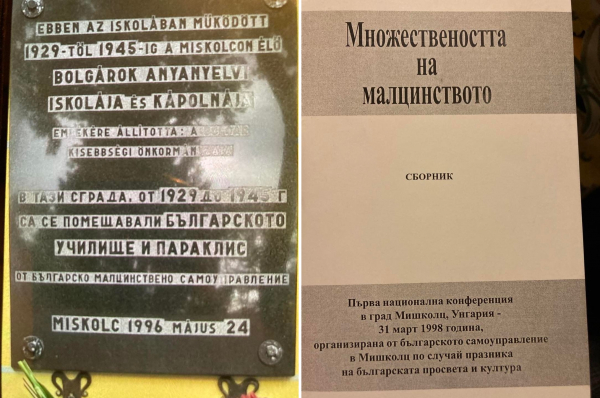 EBBEN AZ ISKOLÁBAN MŰKÖDÖTT
1929-TŐL 1945-IG A MISKOLCON ÉLŐ
BOLGÁROK ANYANYELVI
ISKOLÁJA ÉS KÁPOLNÁJA
EMLÉKÉRE ÁLLÍTOTTA: A
KISEBBSÉGI
В ТАЗИ СГРАДА, ОТ 1929 ДО 1945 Г
СА СЕ ПОМЕЩАВАЛИ БЪЛГАРСКОТО
УЧИЛИЩЕ И ПАРАКЛИС
ОТ БЪЛГАРСКО МАЛЦИНСТВЕНО САМОУПРАВЛЕНИЕ
MISKOLC 1996 MÁJUS 24
Множествеността
на
малцинството
СБОРНИК
Първа национална конференция
в град Мишколц, Унгария -
31 март 1998 година,
организирана от българското самоуправление
в Мишколц по случай празника
на българската просвета и култура